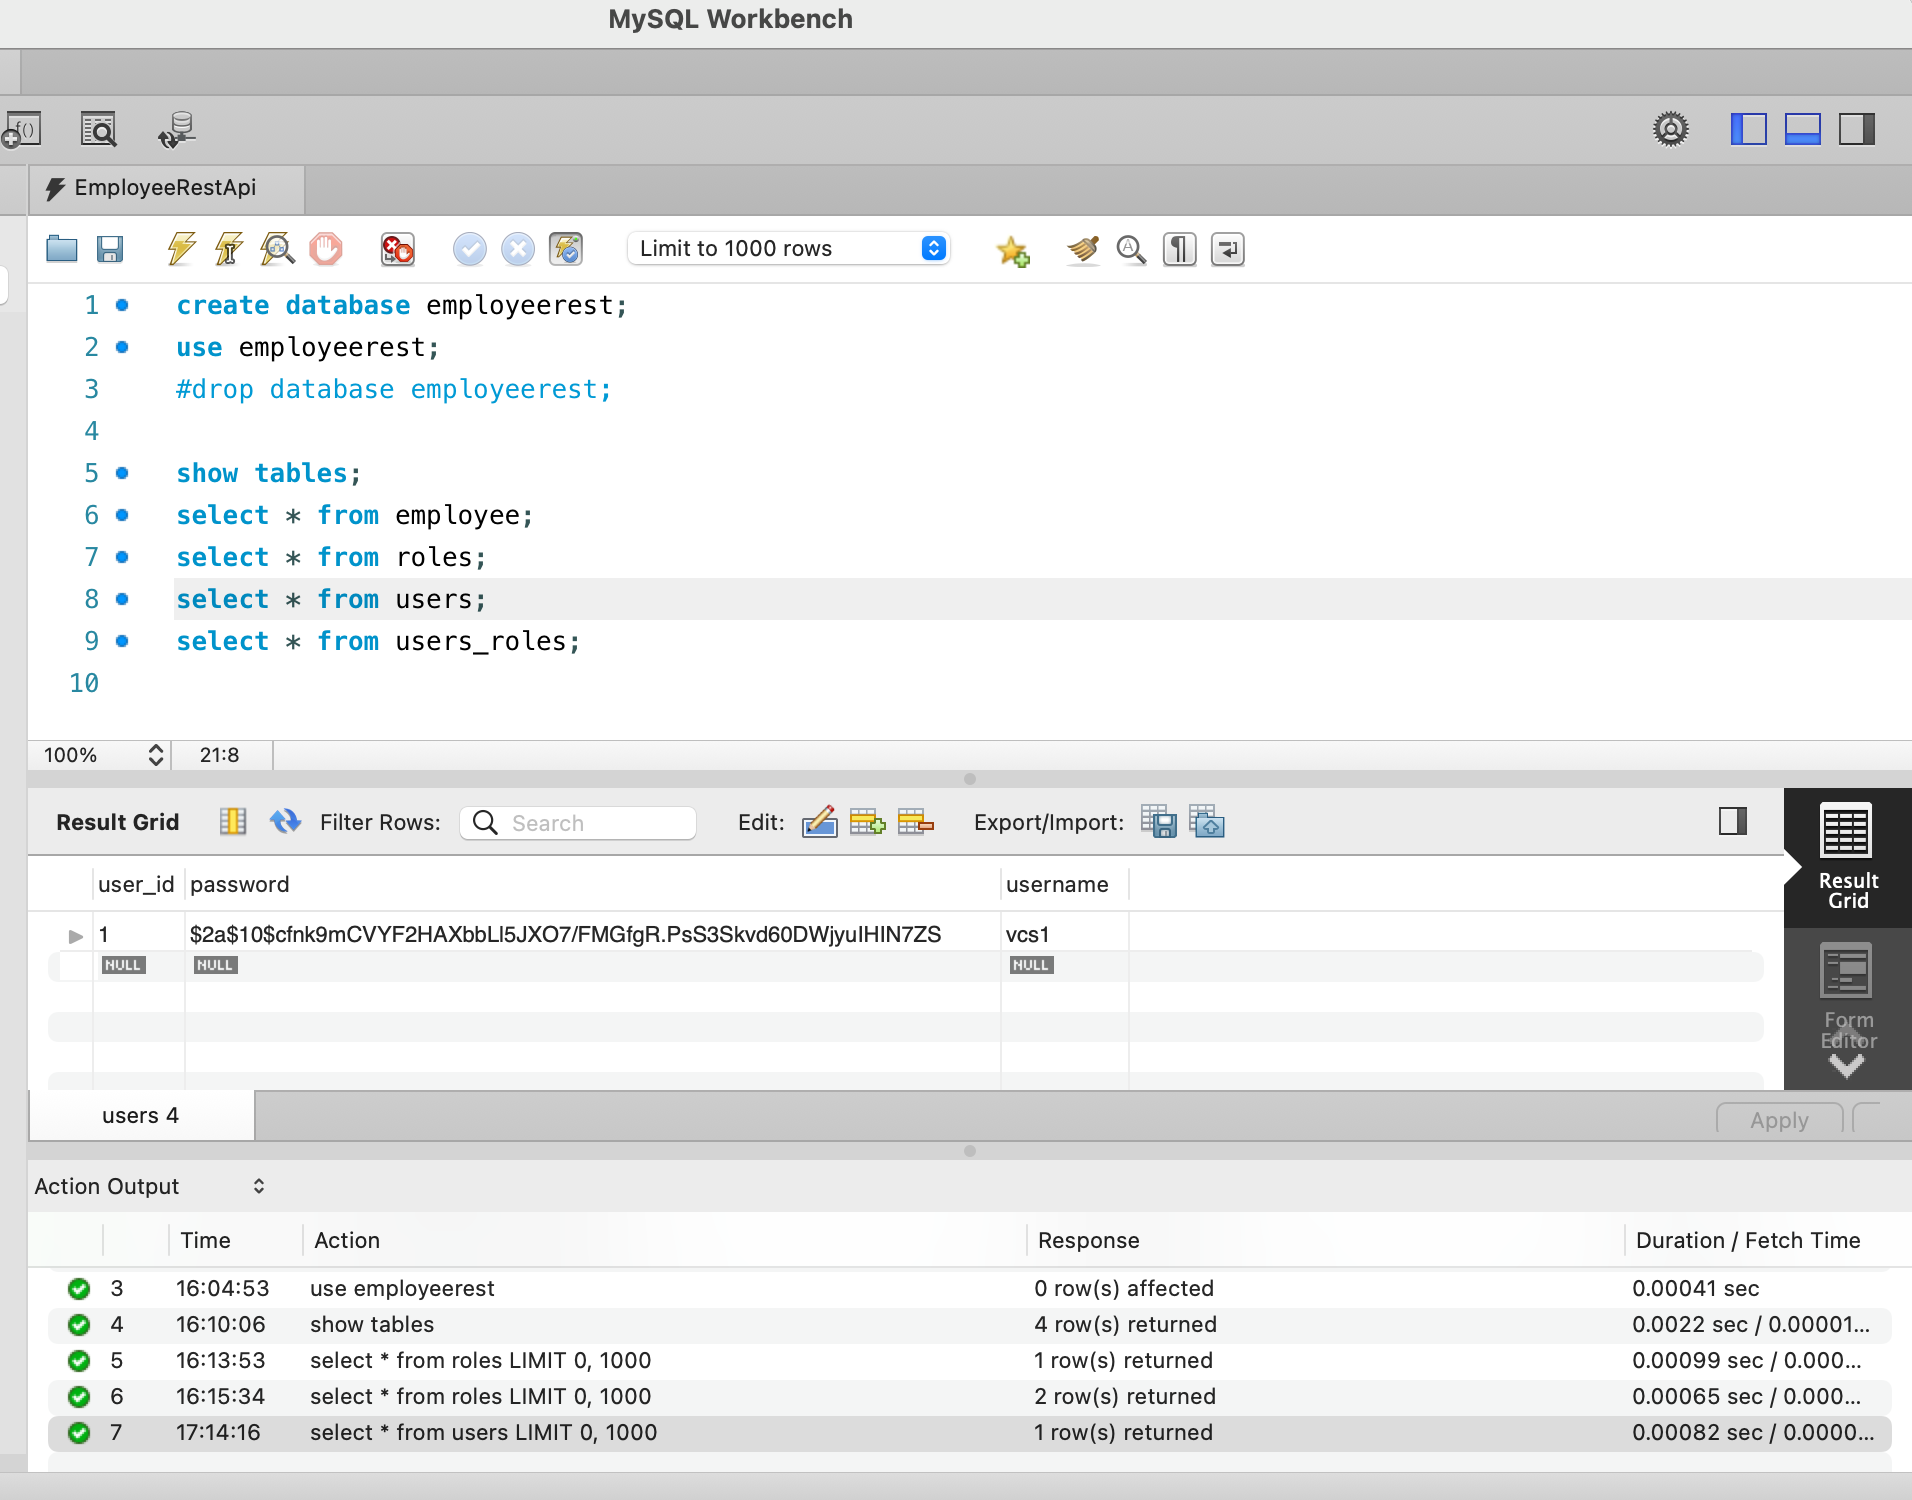 MySQL Workbench
f()
EmployeeRestApi
Limit to 1000 rows
1 create database employeerest;
2 use employeerest;
3 #drop database employeerest;
4
5 show tables;
6 select * from employee;
7 select * from roles;
8 select * from users;
9 select * from users_roles;
10
100% 21:8
Result Grid Filter Rows: Search Edit: Export/Import:
Result
Grid
user_id password username
1 $2a$10$cfnk9mCVYF2HAXbbLl5JXO7/FMGfgR.PsS3Skvd60DWjyuIHIN7ZS vcs1
NULL NULL NULL
Form
Editor
users 4 Apply
Action Output
Time Action Response Duration / Fetch Time
3 16:04:53 use employeerest 0 row(s) affected 0.00041 sec
4 16:10:06 show tables 4 row(s) returned 0.0022 sec / 0.00001...
5 16:13:53 select * from roles LIMIT 0, 1000 1 row(s) returned 0.00099 sec / 0.000...
6 16:15:34 select * from roles LIMIT 0, 1000 2 row(s) returned 0.00065 sec / 0.000...
7 17:14:16 select * from users LIMIT 0, 1000 1 row(s) returned 0.00082 sec / 0.0000...